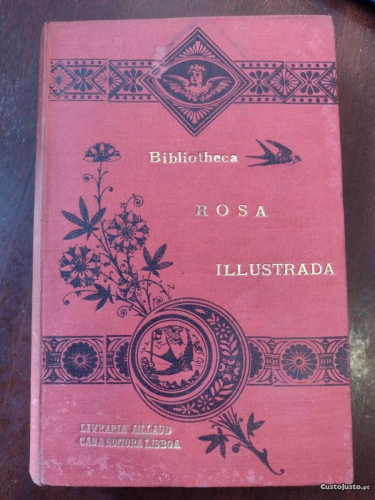 Bibliotheca
ROSA
ILLUSTRADA
LIVRARIA AILLAUD
CASA EDITORA LISBOA
CustoJusto.pt